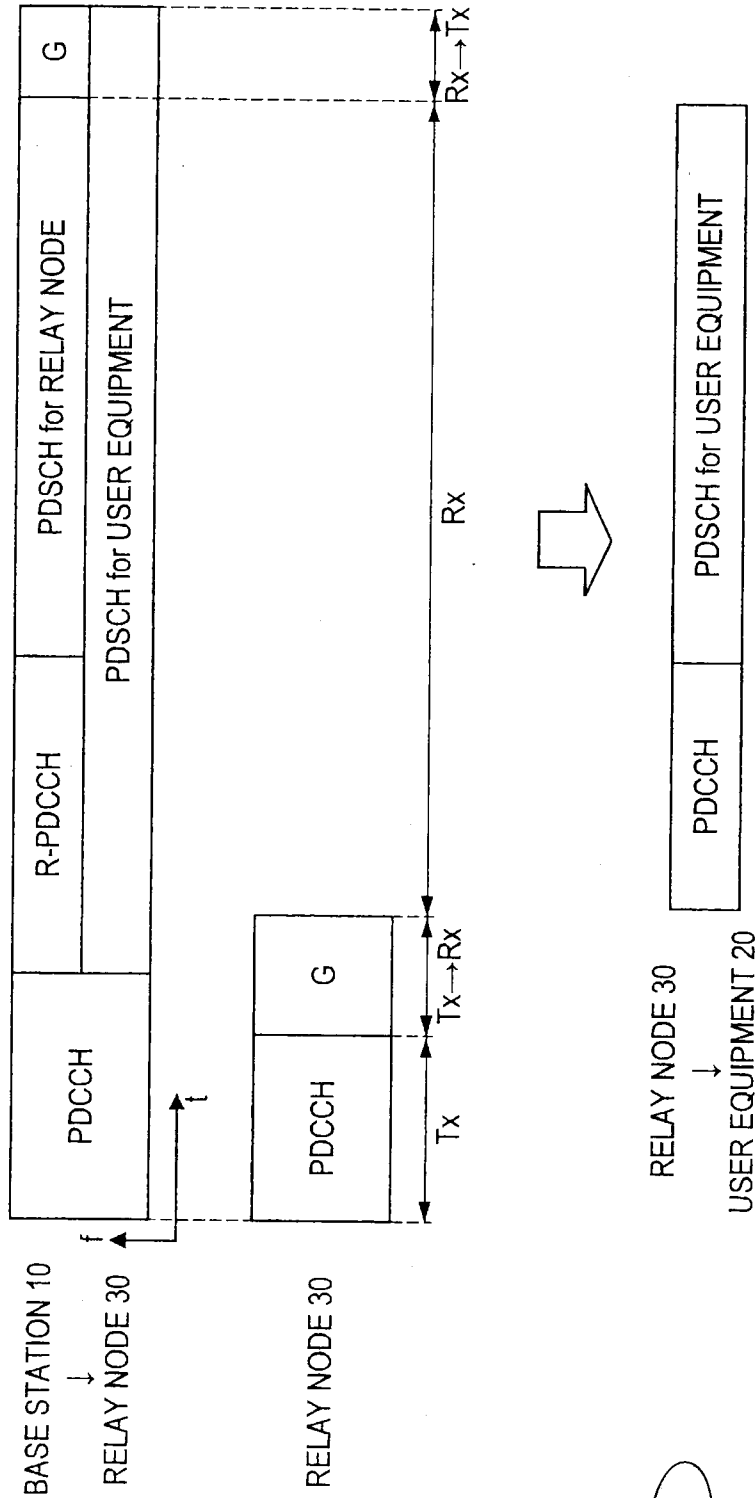 BASE STATION 10
↓
RELAY NODE 30
PDCCH
R-PDCCH
PDSCH for RELAY NODE
G
PDSCH for USER EQUIPMENT
f
t
RELAY NODE 30
PDCCH
G
Tx
Tx→Rx
Rx
Rx→Tx
RELAY NODE 30
↓
USER EQUIPMENT 20
PDCCH
PDSCH for USER EQUIPMENT